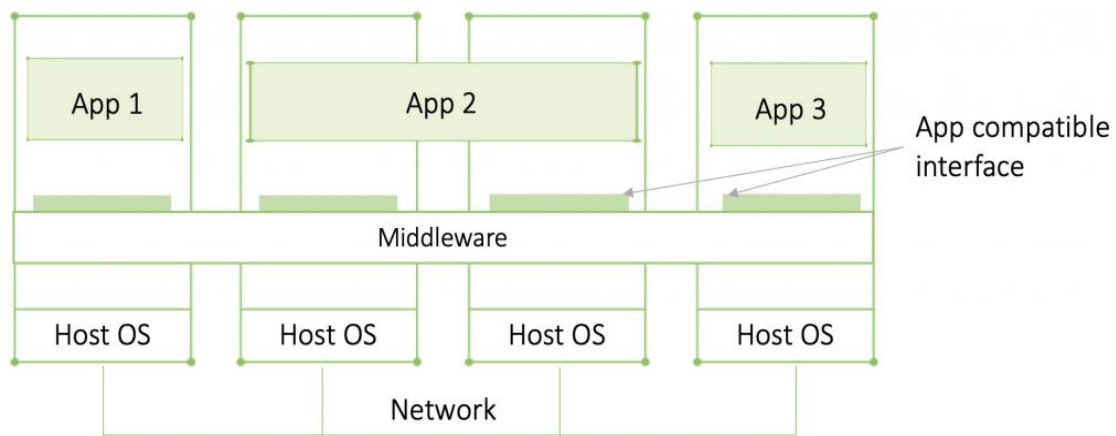 App 1
App 2
App 3
App compatible
interface
Middleware
Host OS
Host OS
Host OS
Host OS
Network